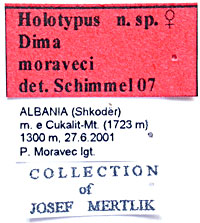 Holotypus n. sp. ♀
Dima
moraveci
det. Schimmel 07
ALBANIA (Shkodër)
m. e Cukalit-Mt. (1723 m)
1300 m, 27.6.2001
P. Moravec lgt.
COLLECTION
of
JOSEF MERTLIK